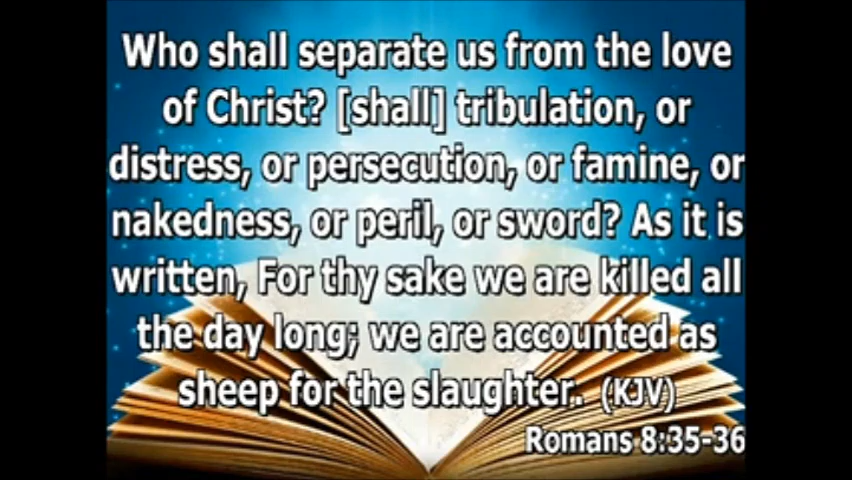 Who shall separate us from the love
of Christ? [shall] tribulation, or
distress, or persecution, or famine, or
nakedness, or peril, or sword? As it is
written, For thy sake we are killed all
the day long; we are accounted as
sheep for the slaughter. (KJV)
Romans 8:35-36